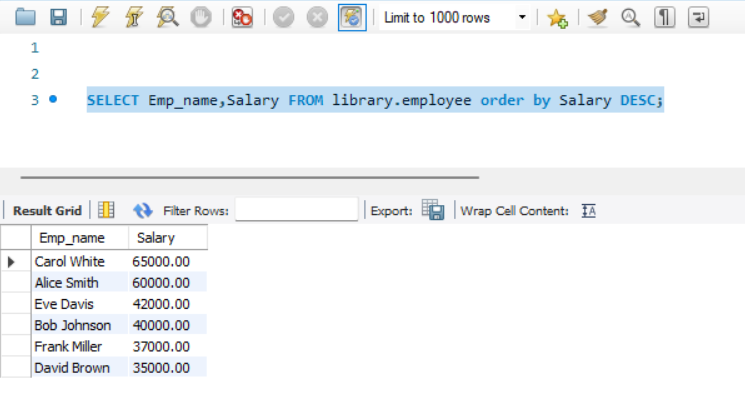 Limit to 1000 rows
1
2
3 SELECT Emp_name,Salary FROM library.employee order by Salary DESC;
Result Grid Filter Rows: Export: Wrap Cell Content: IA
Emp_name Salary
Carol White 65000.00
Alice Smith 60000.00
Eve Davis 42000.00
Bob Johnson 40000.00
Frank Miller 37000.00
David Brown 35000.00